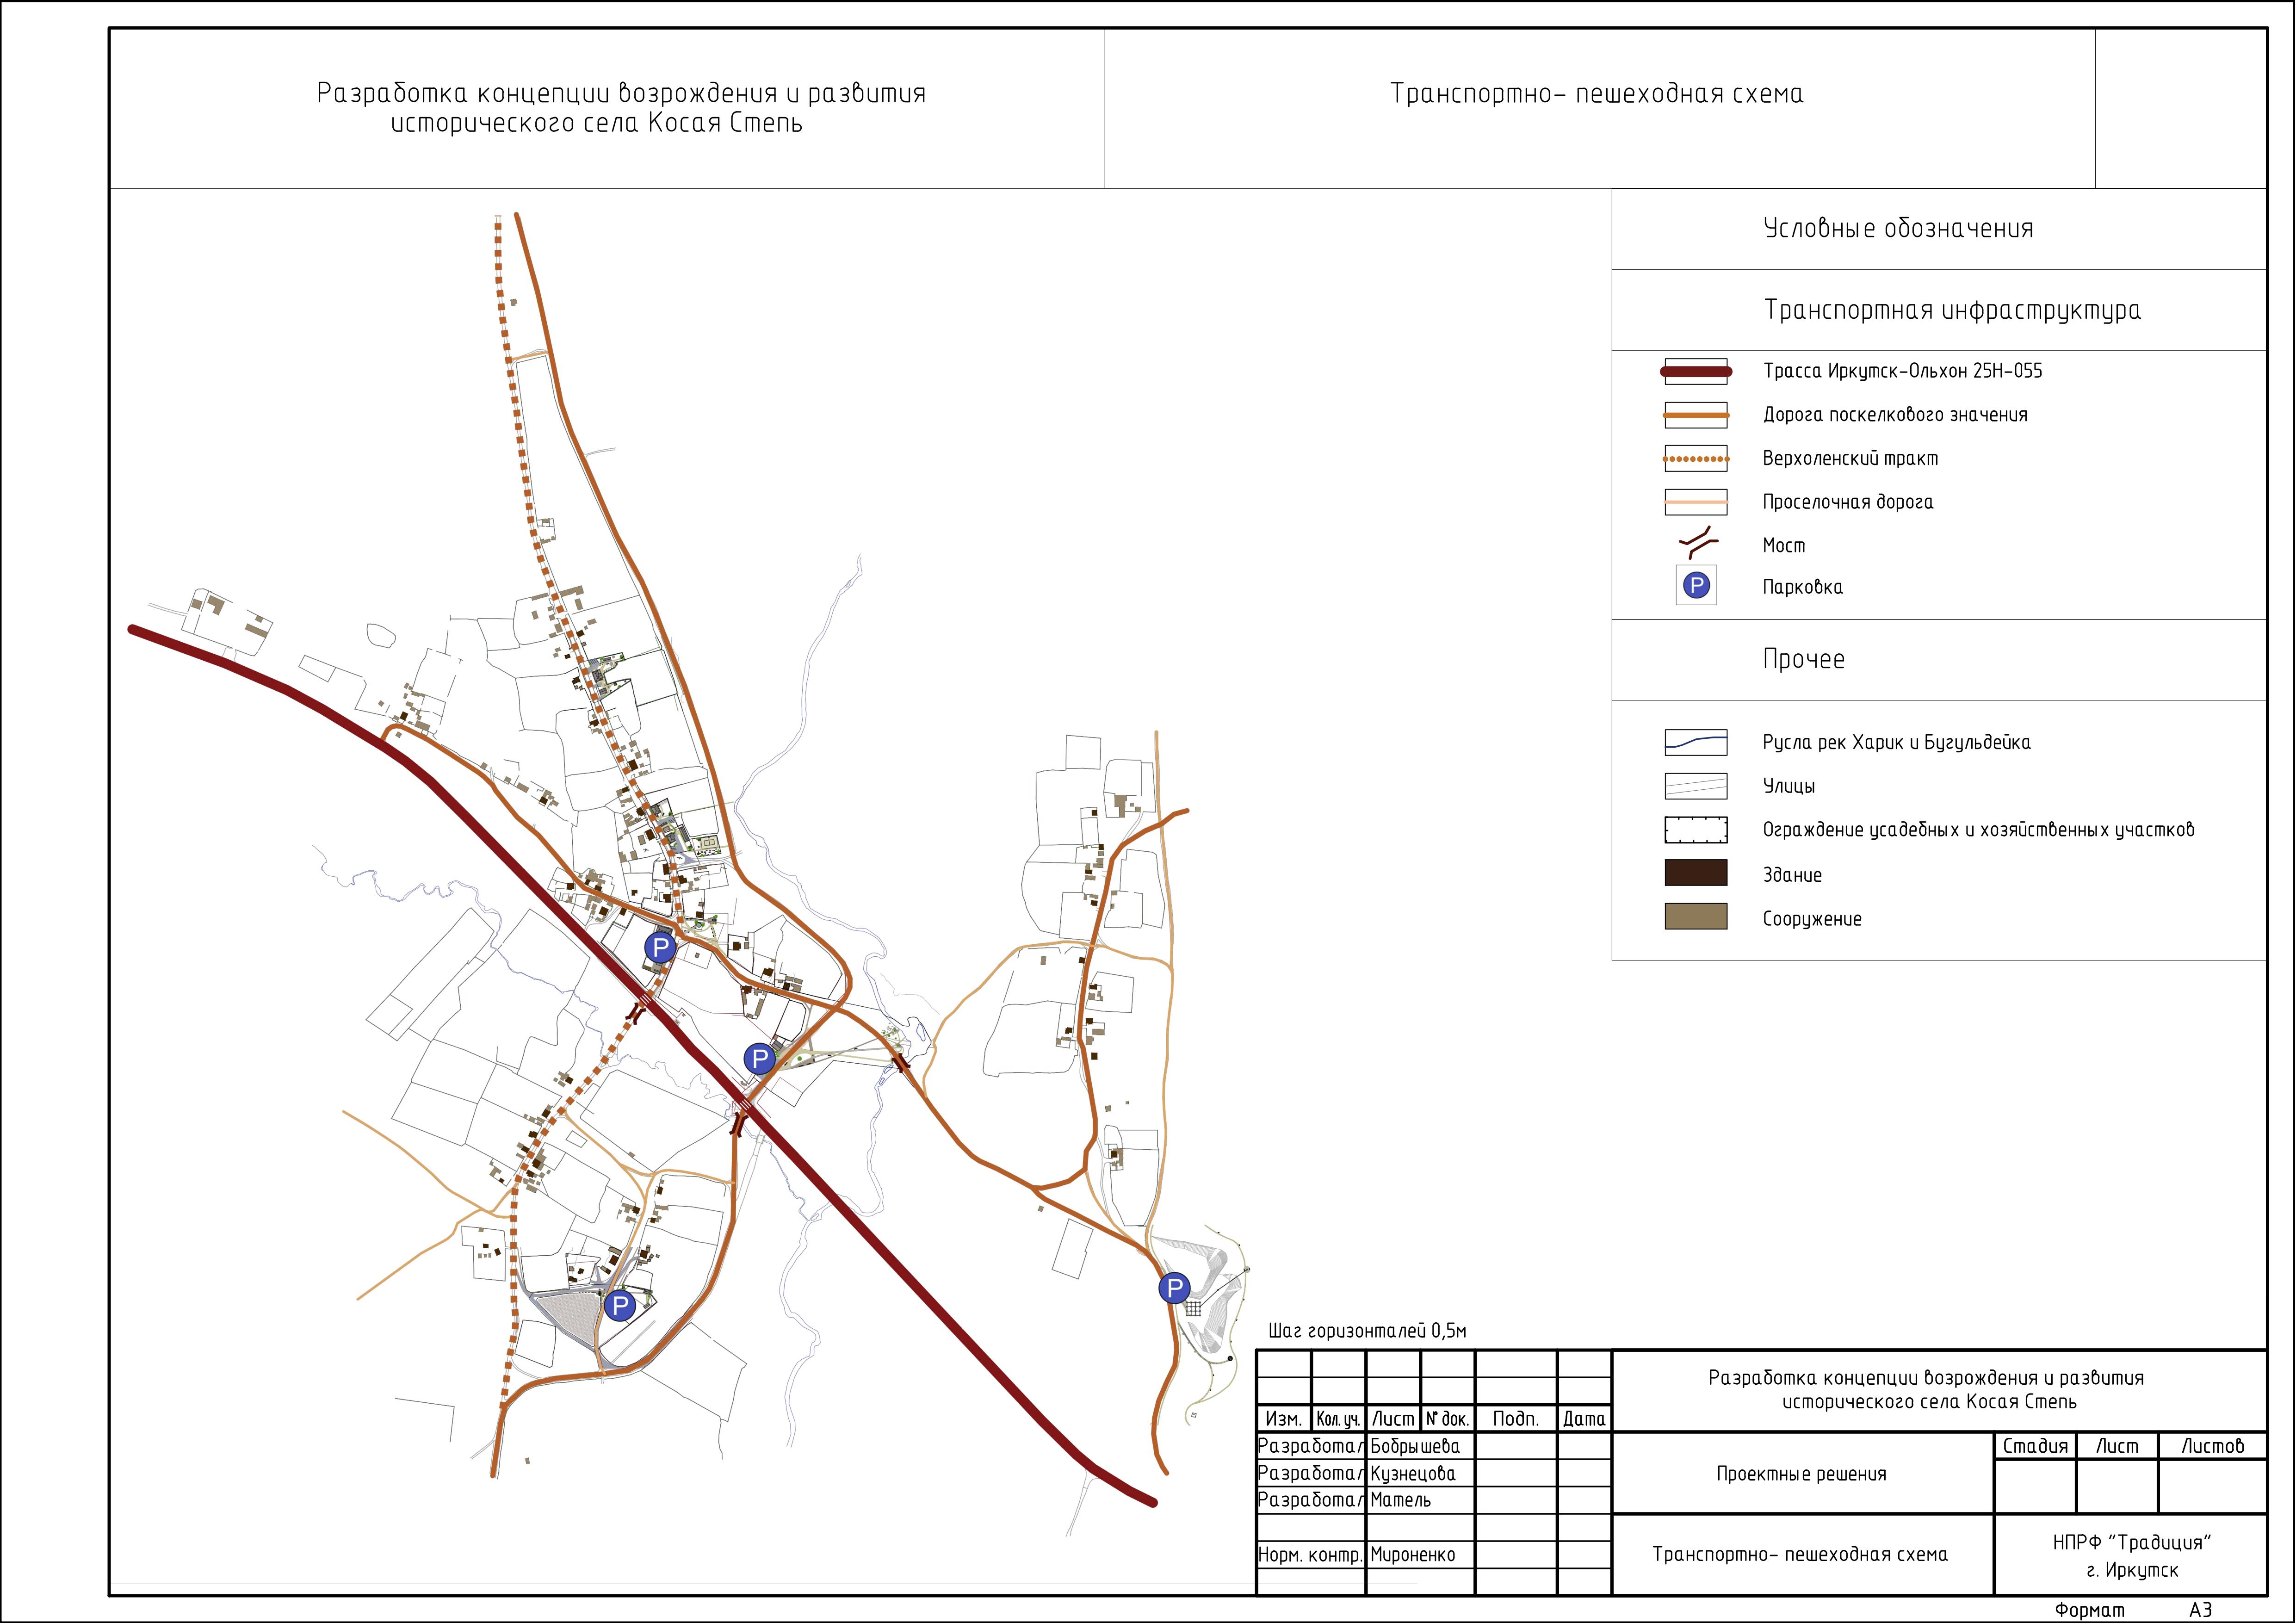 Разработка концепции возрождения и развития
исторического села Косая Степь
Транспортно- пешеходная схема
Условные обозначения
Транспортная инфраструктура
Трасса Иркутск-Ольхон 25Н-055
Дорога поскелкового значения
Верхоленский тракт
Проселочная дорога
Мост
P
Парковка
Прочее
Русла рек Харик и Бугульдейка
Улицы
Ограждение усадебных и хозяйственных участков
Здание
Сооружение
P
P
P
P
Шаг горизонталей 0,5м
Разработка концепции возрождения и развития
исторического села Косая Степь
Изм. Кол. уч. Лист № док. Подп. Дата
Разработал Бобрышева
Разработал Кузнецова
Разработал Матель
Норм. контр. Мироненко
Проектные решения
Стадия Лист Листов
Транспортно- пешеходная схема
НПРФ "Традиция"
г. Иркутск
Формат А3